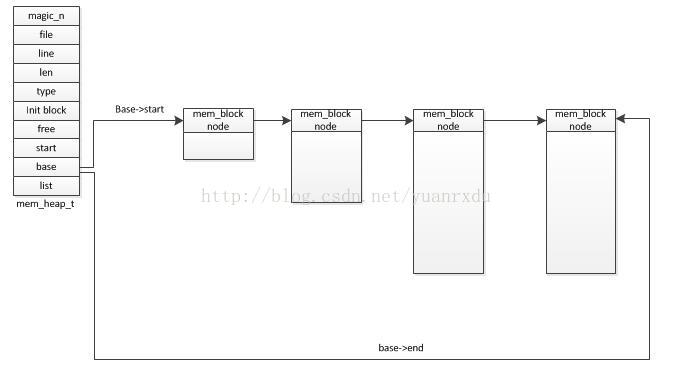 magic_n
file
line
len
type
Init block
free
start
base
list
mem_heap_t
Base->start
mem_block
node
mem_block
node
mem_block
node
mem_block
node
http://blog.csdn.net/yuanrxdu
base->end